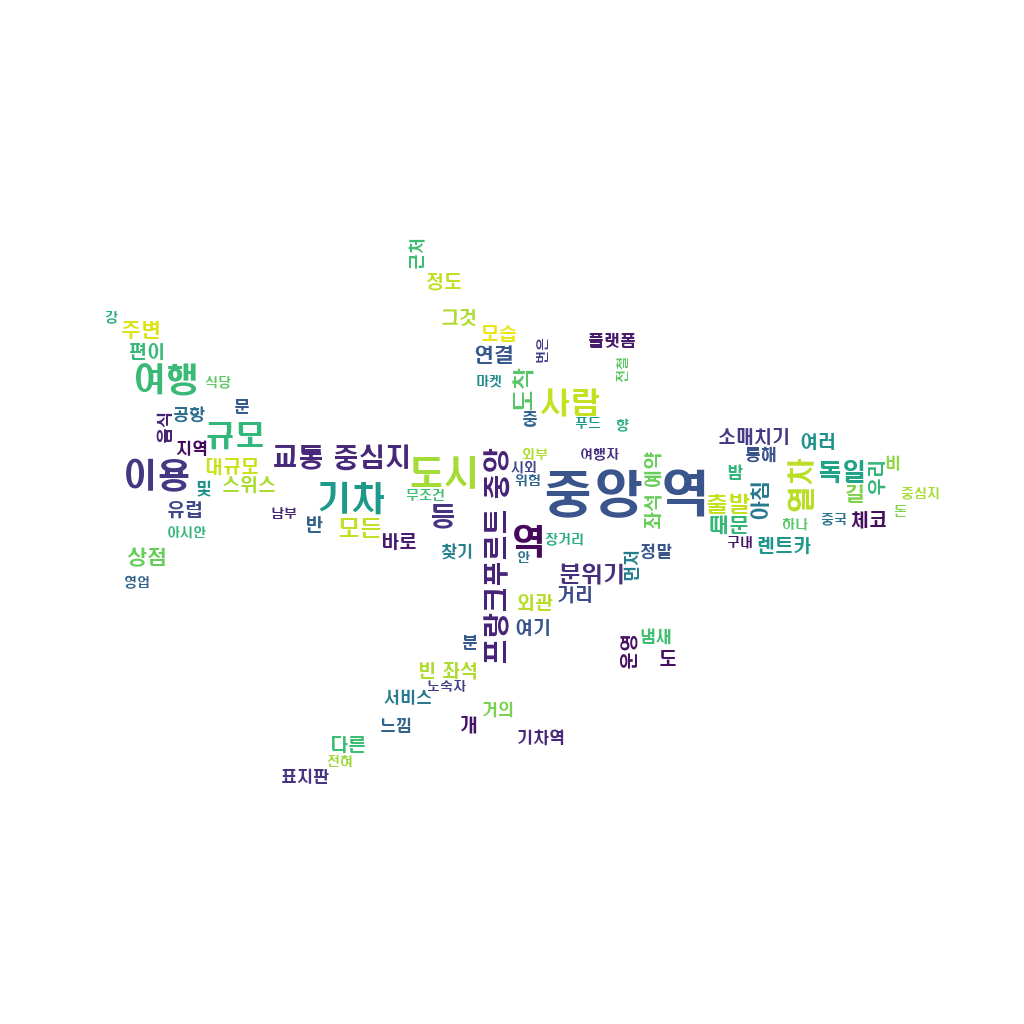 근처
정도
강
그것
주변
모습
플랫폼
변은
편이
연결
전철
여행
식당
마켓
도착
사람
문
공항
중
푸드
향
음식
규모
소매치기
여러
지역
교통 중심지
외부
여행자
통해
비
대규모
이용
도시
시외
예약
밤
독일
우리
열차
스위스
및
무조건
위험
중앙역
아침
길
중심지
기차
프랑크푸르트 중앙
유럽
남부
반
모든
등
좌석
출발
때문
하나
중국
체코
돈
아시안
바로
역
장거리
구내
렌트카
상점
찾기
안
정말
영업
분위기
먼저
외관
거리
여기
분
냄새
운영
도
빈 좌석
노숙자
서비스
거의
느낌
개
기차역
다른
전혀
표지판